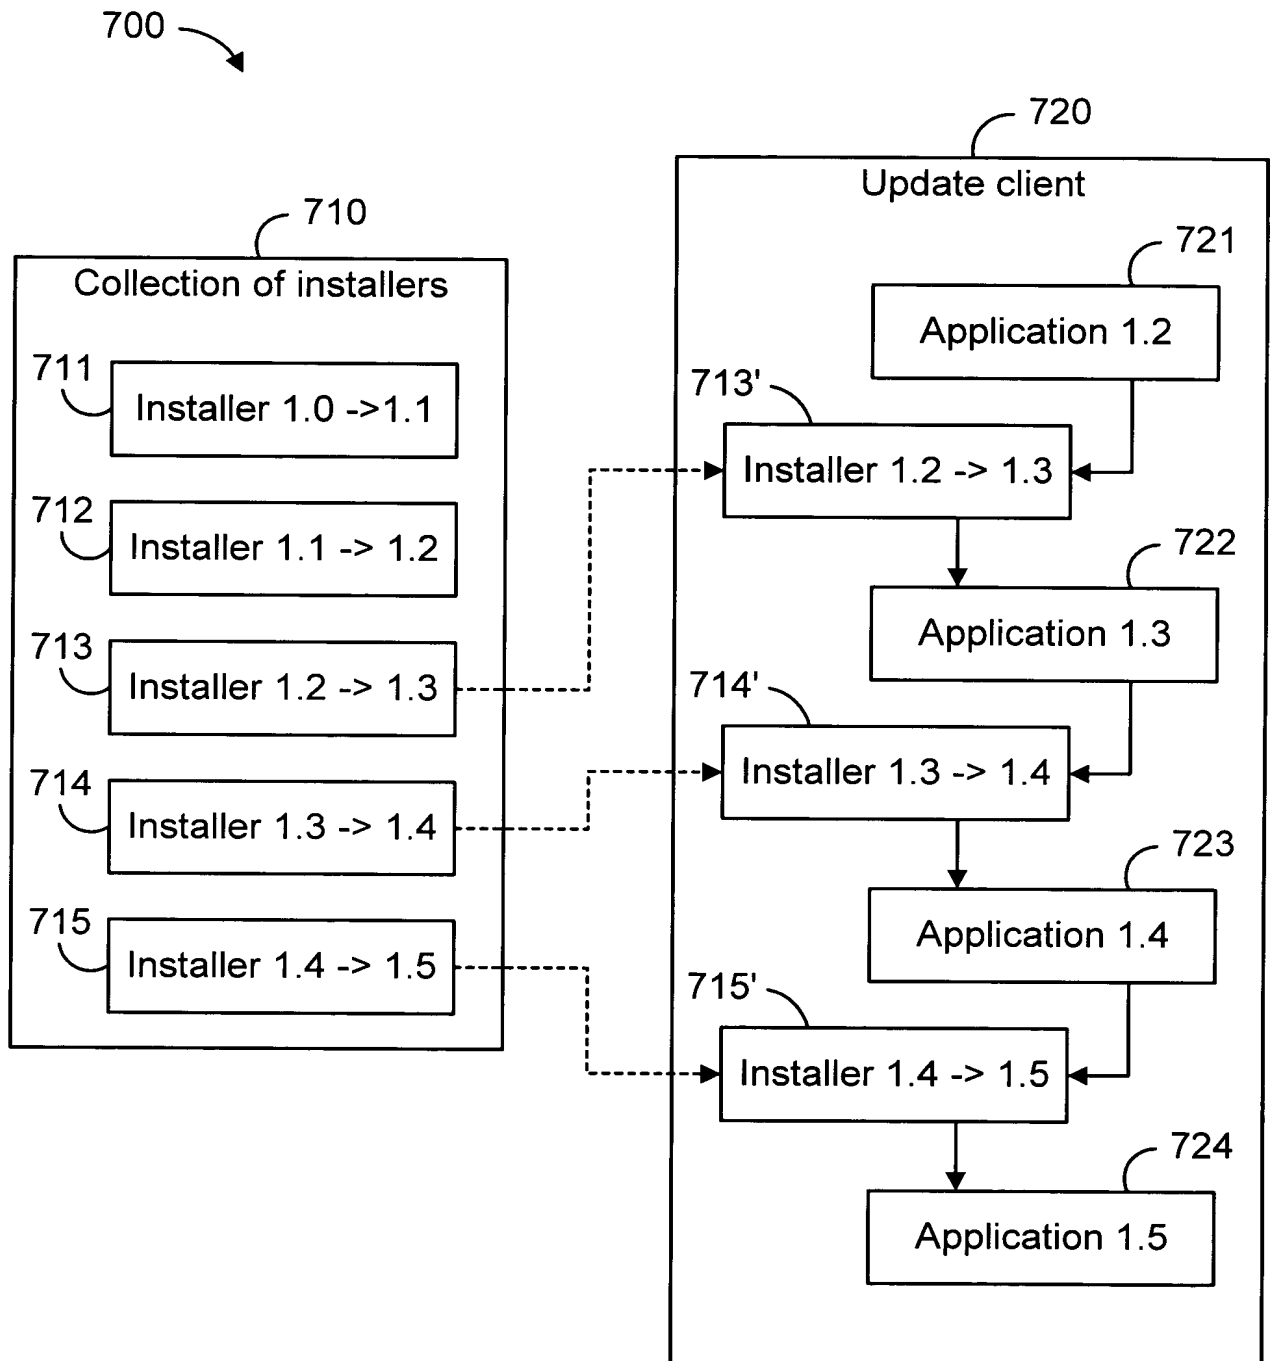 700
720
Update client
710
721
Collection of installers
Application 1.2
711
713'
Installer 1.0 ->1.1
Installer 1.2 -> 1.3
712
722
Installer 1.1 -> 1.2
Application 1.3
713
714'
Installer 1.2 -> 1.3
Installer 1.3 -> 1.4
714
723
Installer 1.3 -> 1.4
Application 1.4
715
715'
Installer 1.4 -> 1.5
Installer 1.4 -> 1.5
724
Application 1.5